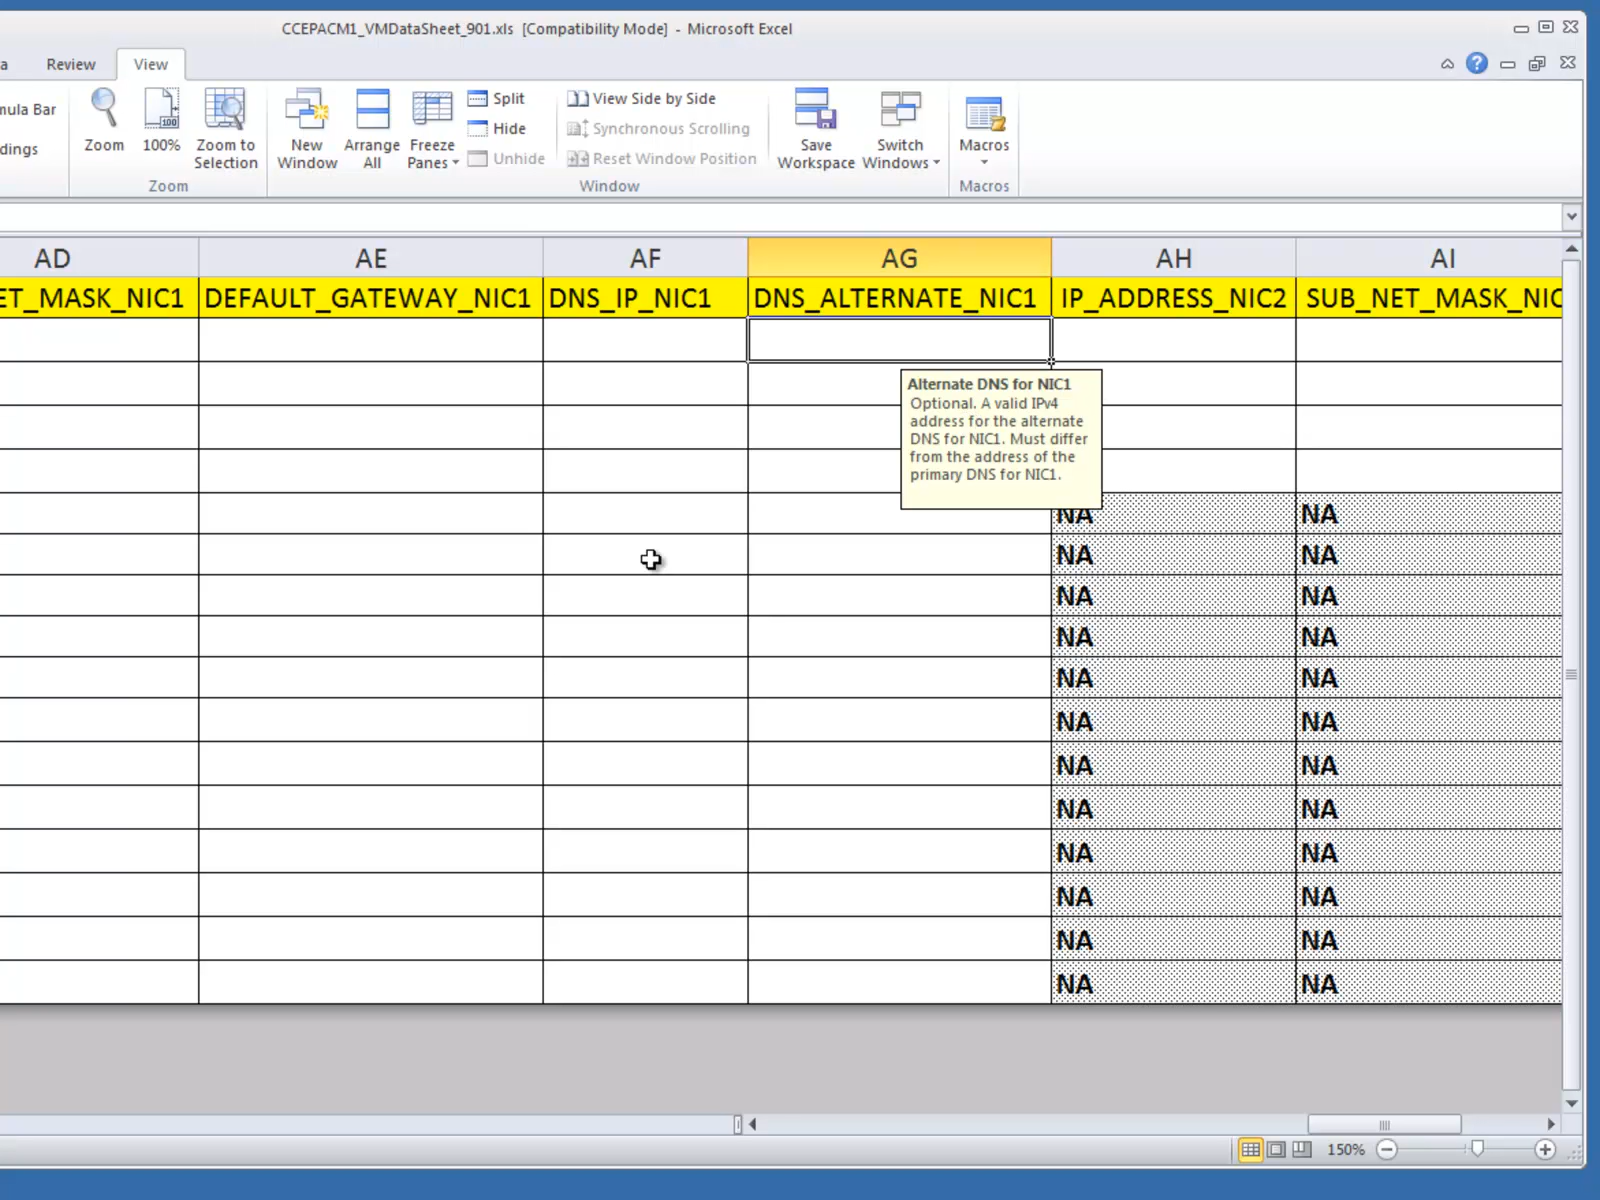 CCEPACM1_VMDataSheet_901.xls [Compatibility Mode] - Microsoft Excel
a Review View
mula Bar
dings
Zoom
100%
Zoom to
Selection
Zoom
New
Window
Arrange
All
Freeze
Panes
Split
Hide
Unhide
View Side by Side
Synchronous Scrolling
Reset Window Position
Window
Save
Workspace
Switch
Windows
Macros
Macros
AD AE AF AG AH AI
ET_MASK_NIC1 DEFAULT_GATEWAY_NIC1 DNS_IP_NIC1 DNS_ALTERNATE_NIC1 IP_ADDRESS_NIC2 SUB_NET_MASK_NIC
Alternate DNS for NIC1
Optional. A valid IPv4
address for the alternate
DNS for NIC1. Must differ
from the address of the
primary DNS for NIC1.
NA NA
NA NA
NA NA
NA NA
NA NA
NA NA
NA NA
NA NA
NA NA
NA NA
NA NA
NA NA
150%